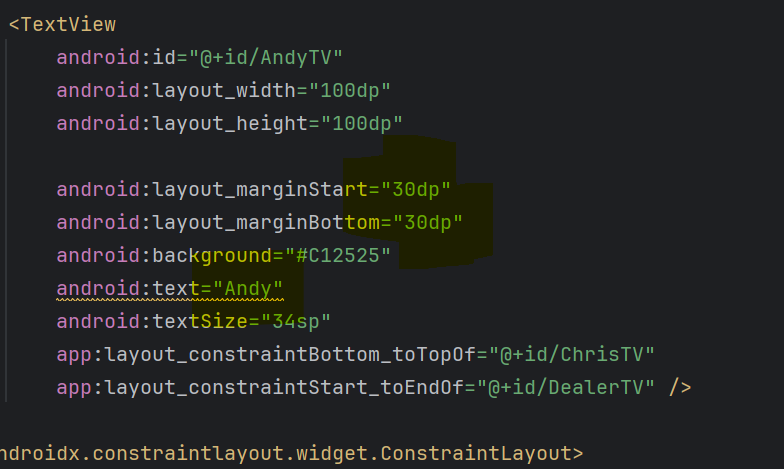 <TextView
android:id="@+id/AndyTV"
android:layout_width="100dp"
android:layout_height="100dp"
android:layout_marginStart="30dp"
android:layout_marginBottom="30dp"
android:background="#C12525"
android:text="Andy"
android:textSize="34sp"
app:layout_constraintBottom_toTopOf="@+id/ChrisTV"
app:layout_constraintStart_toEndOf="@+id/DealerTV" />
ndroidx.constraintlayout.widget.ConstraintLayout>